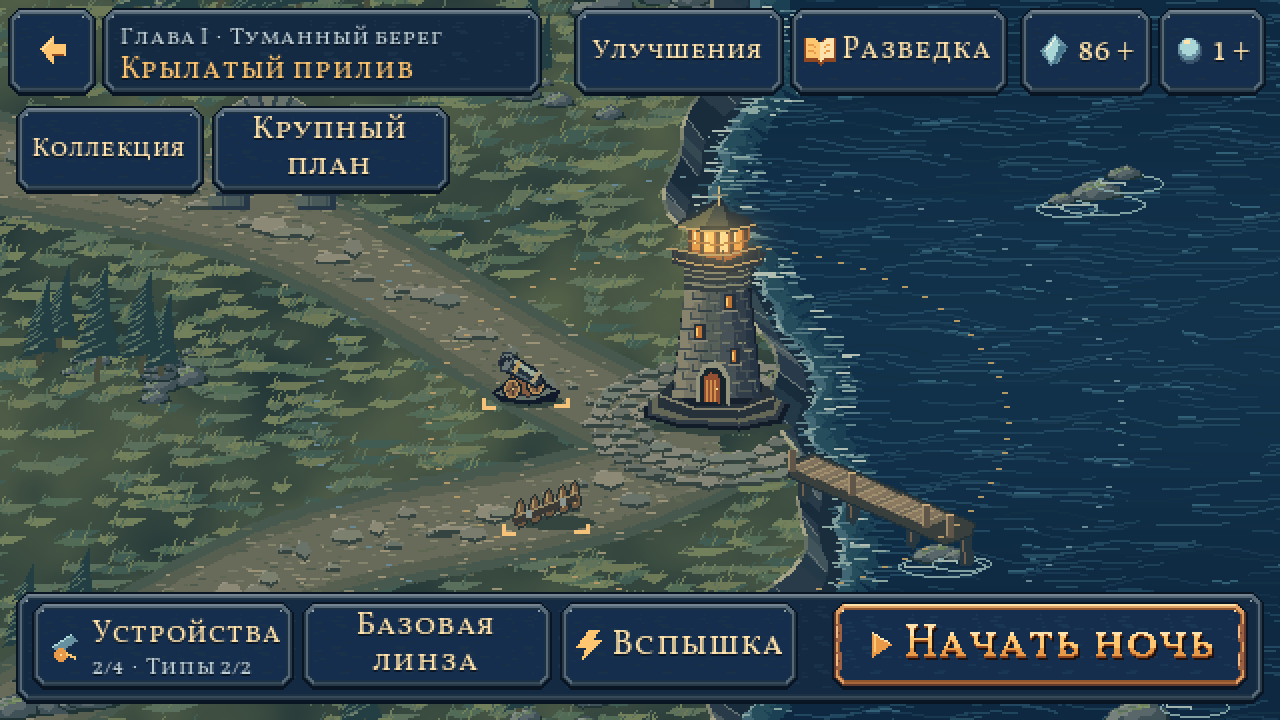 Глава I · Туманный берег
Крылатый прилив
Улучшения
Разведка
86 +
1 +
Коллекция
Крупный
план
Устройства
2/4 · Типы 2/2
Базовая
линза
Вспышка
Начать ночь